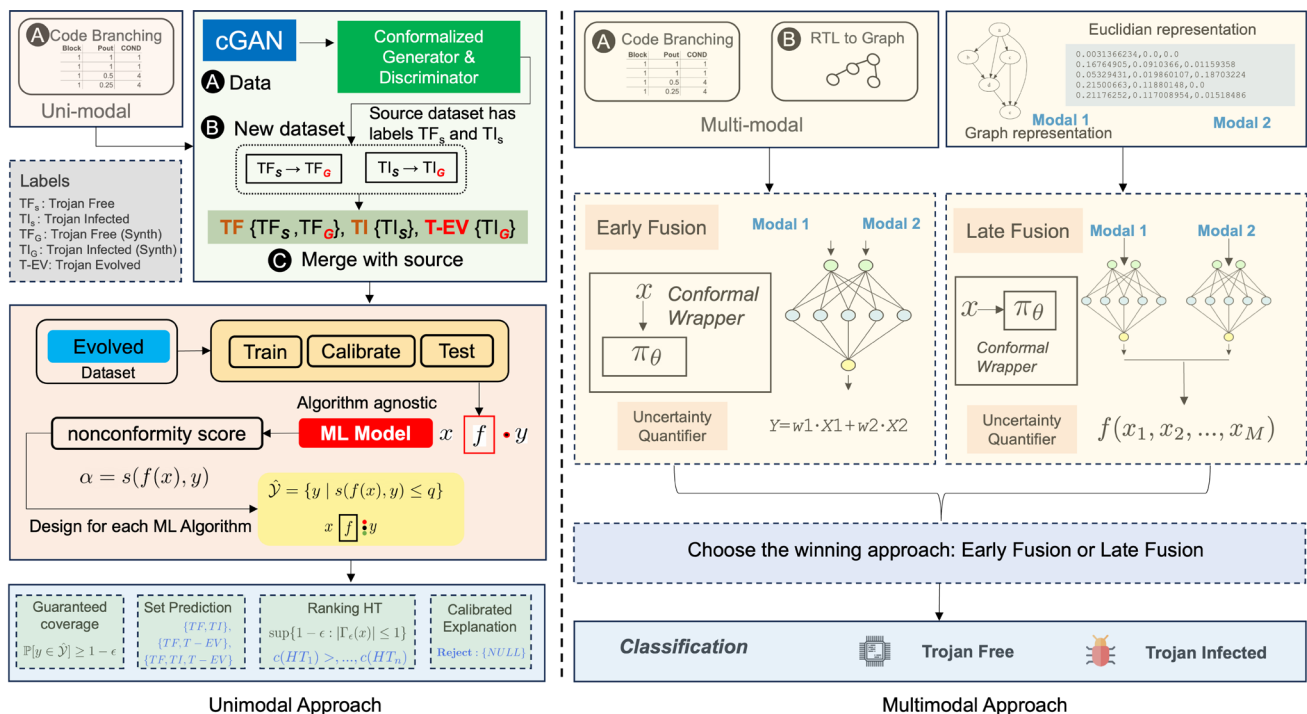 A Code Branching
Block Pout COND
1 1 1
1 1 1
1 0.5 4
1 0.25 4
Uni-modal
cGAN
Conformalized
Generator &
Discriminator
A Data
Source dataset has
labels TFs and TIs
B New dataset
TFS → TFG
TIS → TIG
TF {TFS ,TFG}, TI {TIS}, T-EV {TIG}
C Merge with source
Labels
TFs : Trojan Free
TIs : Trojan Infected
TFG : Trojan Free (Synth)
TIG : Trojan Infected (Synth)
T-EV: Trojan Evolved
Evolved
Dataset
Train
Calibrate
Test
Algorithm agnostic
nonconformity score
ML Model
x f y
α = s(f(x), y)
Ŷ = {y | s(f(x), y) ≤ q}
x f y
Design for each ML Algorithm
Guaranteed
coverage
ℙ[y ∈ Ŷ] ≥ 1 − ϵ
Set Prediction
{TF, TI},
{TF, T − EV},
{TF, TI, T − EV}
Ranking HT
sup{1 − ϵ : |Γϵ(x)| ≤ 1}
c(HT1) >, ..., c(HTn)
Calibrated
Explanation
Reject : {NULL}
Unimodal Approach
A Code Branching
Block Pout COND
1 1 1
1 1 1
1 0.5 4
1 0.25 4
B RTL to Graph
Multi-modal
Euclidian representation
0.0031366234,0.0,0.0
0.16764905,0.0910366,0.01159358
0.05329431,0.019860107,0.18703224
0.21500663,0.11880148,0.0
0.21176252,0.117008954,0.01518486
Modal 1
Graph representation
Modal 2
Early Fusion
Modal 1
Modal 2
x
Conformal
Wrapper
πθ
Uncertainty
Quantifier
Y=w1·X1+w2·X2
Late Fusion
Modal 1
Modal 2
x
πθ
Conformal
Wrapper
Uncertainty
Quantifier
f(x1, x2, ..., xM)
Choose the winning approach: Early Fusion or Late Fusion
Classification
Trojan Free
Trojan Infected
Multimodal Approach